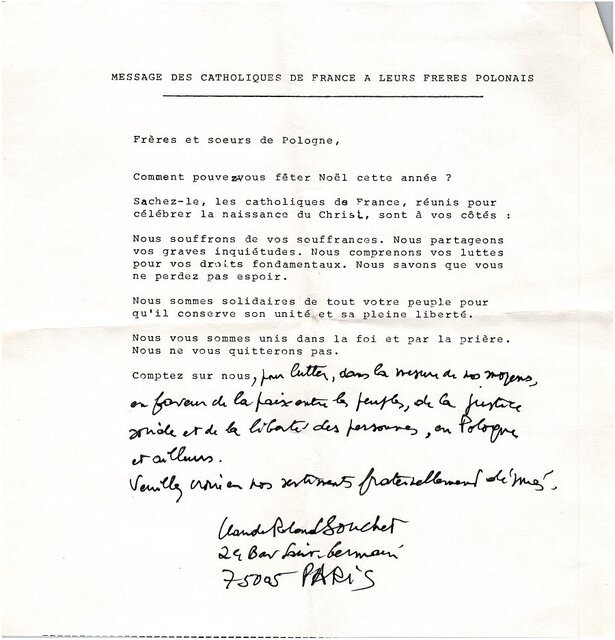 MESSAGE DES CATHOLIQUES DE FRANCE A LEURS FRERES POLONAIS
Frères et soeurs de Pologne,
Comment pouvezvous fêter Noël cette année ?
Sachez-le, les catholiques de France, réunis pour
célébrer la naissance du Christ, sont à vos côtés :
Nous souffrons de vos souffrances. Nous partageons
vos graves inquiétudes. Nous comprenons vos luttes
pour vos droits fondamentaux. Nous savons que vous
ne perdez pas espoir.
Nous sommes solidaires de tout votre peuple pour
qu'il conserve son unité et sa pleine liberté.
Nous vous sommes unis dans la foi et par la prière.
Nous ne vous quitterons pas.
Comptez sur nous, pour lutter, dans la mesure de nos moyens,
en faveur de la paix entre les peuples, de la justice
sociale et de la liberté des personnes, en Pologne
et ailleurs.
Veuillez croire en nos sentiments fraternellement dévoués.
Claude Roland Souchet
24 Bar Saint-Germain
75005 PARIS